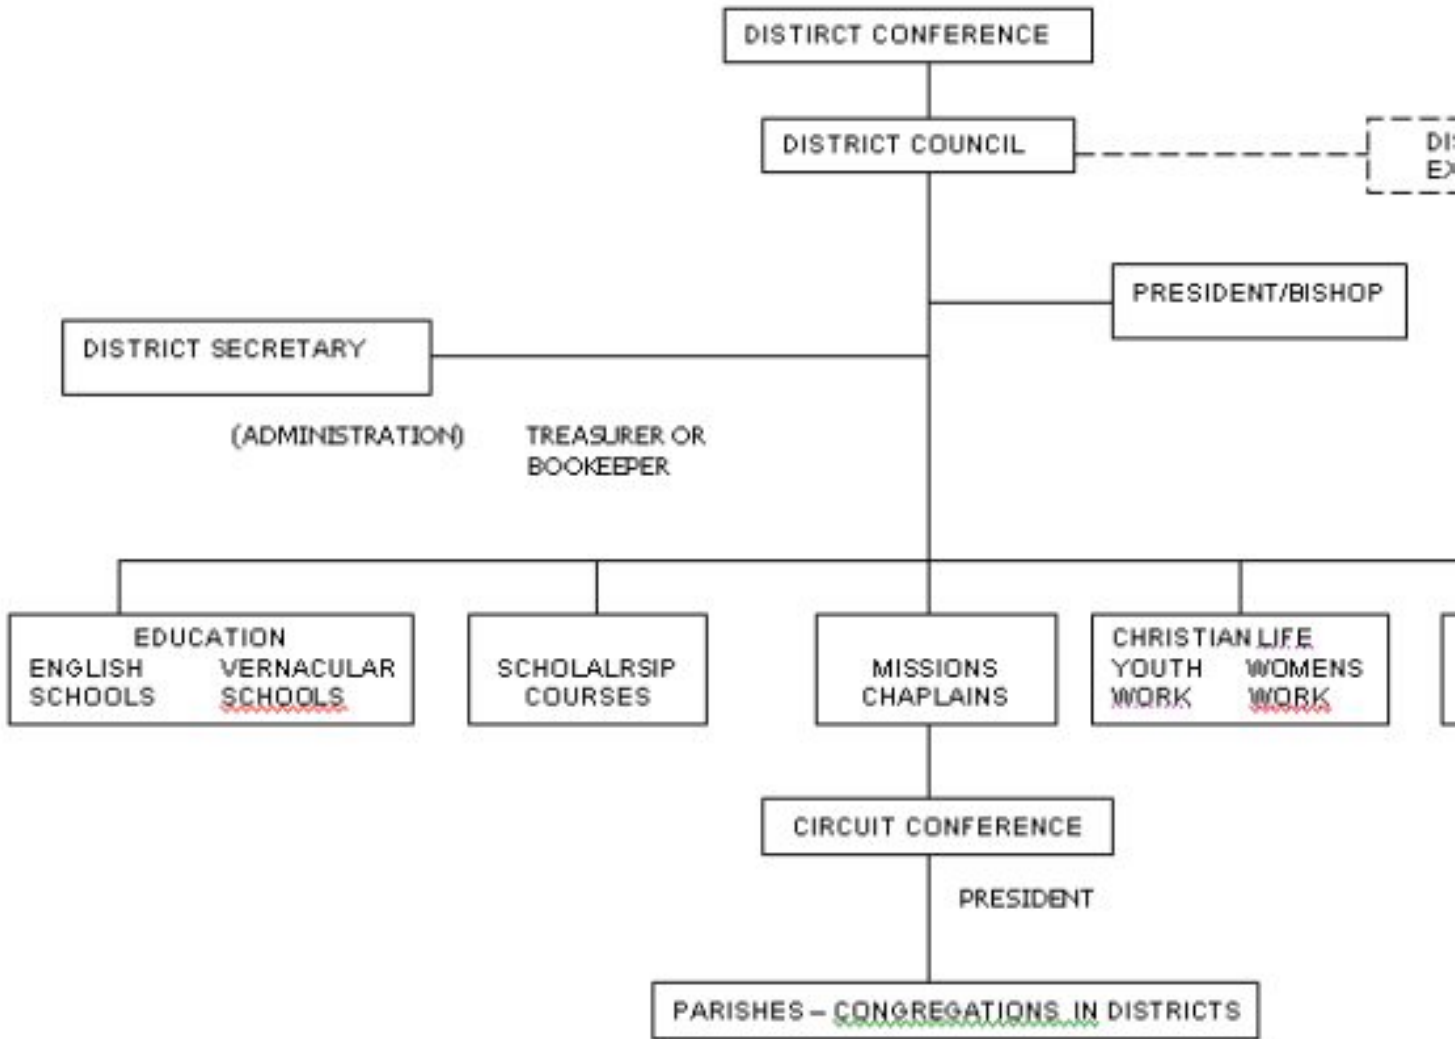 DISTIRCT CONFERENCE
DISTRICT COUNCIL
PRESIDENT/BISHOP
DISTRICT SECRETARY
(ADMINISTRATION)
TREASURER OR
BOOKEEPER
EDUCATION
ENGLISH VERNACULAR
SCHOOLS SCHOOLS
SCHOLALRSIP
COURSES
MISSIONS
CHAPLAINS
CHRISTIAN LIFE
YOUTH WOMENS
WORK WORK
CIRCUIT CONFERENCE
PRESIDENT
PARISHES – CONGREGATIONS IN DISTRICTS